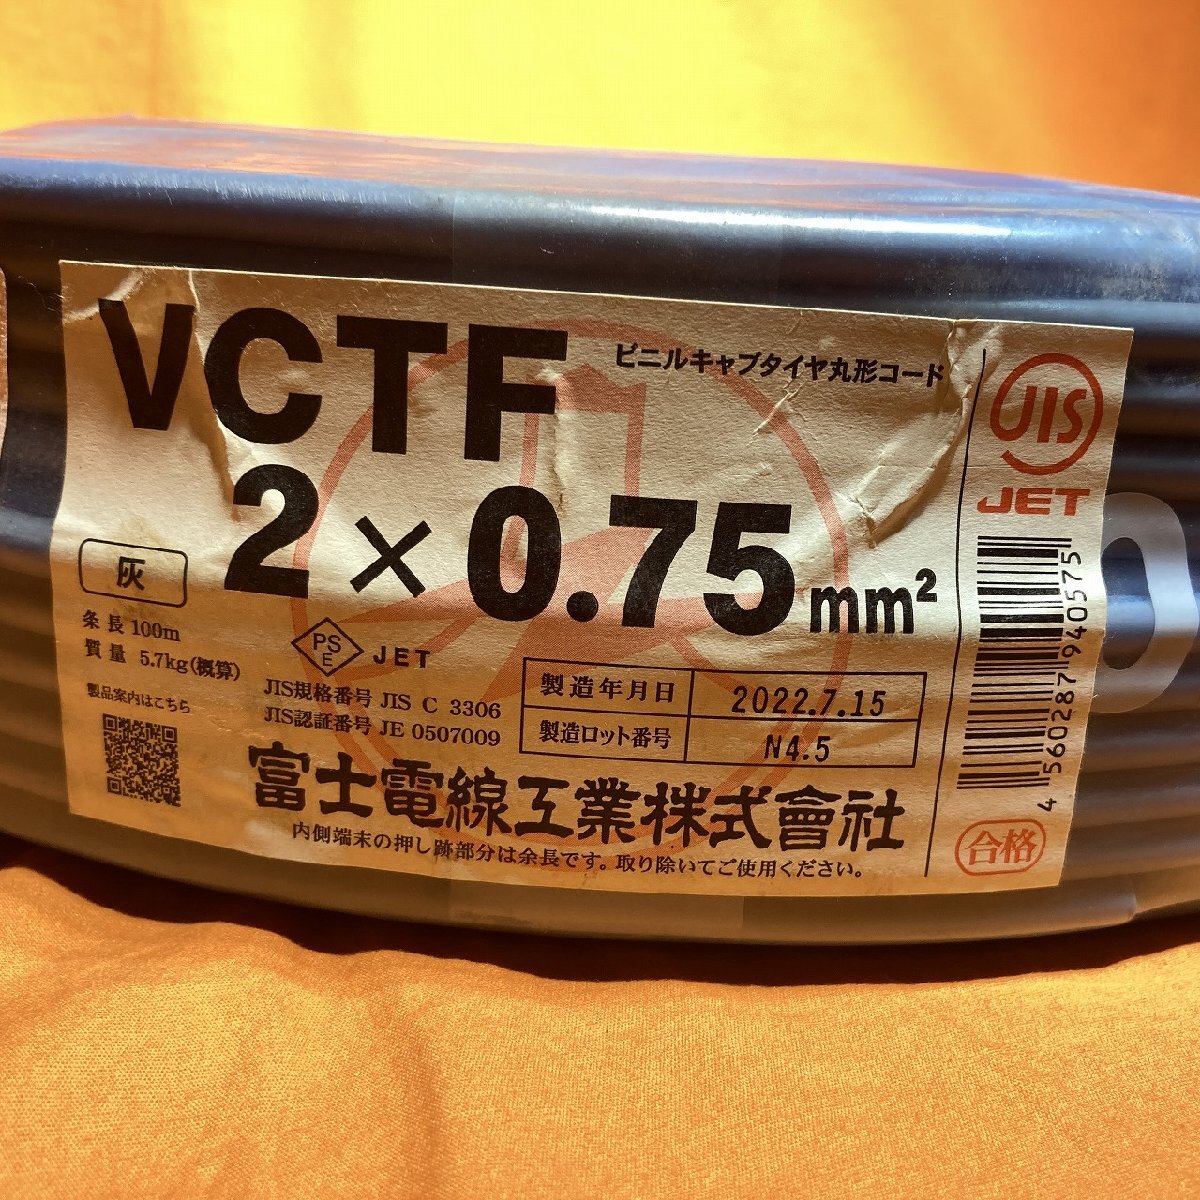 VCTF
ビニルキャブタイヤ丸形コード
2×0.75mm²
灰
条長100m
質量 5.7kg(概算)
製品案内はこちら
PS
E
JET
JIS規格番号 JIS C 3306
JIS認証番号 JE 0507009
製造年月日 2022.7.15
製造ロット番号 N4.5
富士電線工業株式會社
内側端末の押し跡部分は余長です。取り除いてご使用ください。
JIS
JET
4560287940575
合格